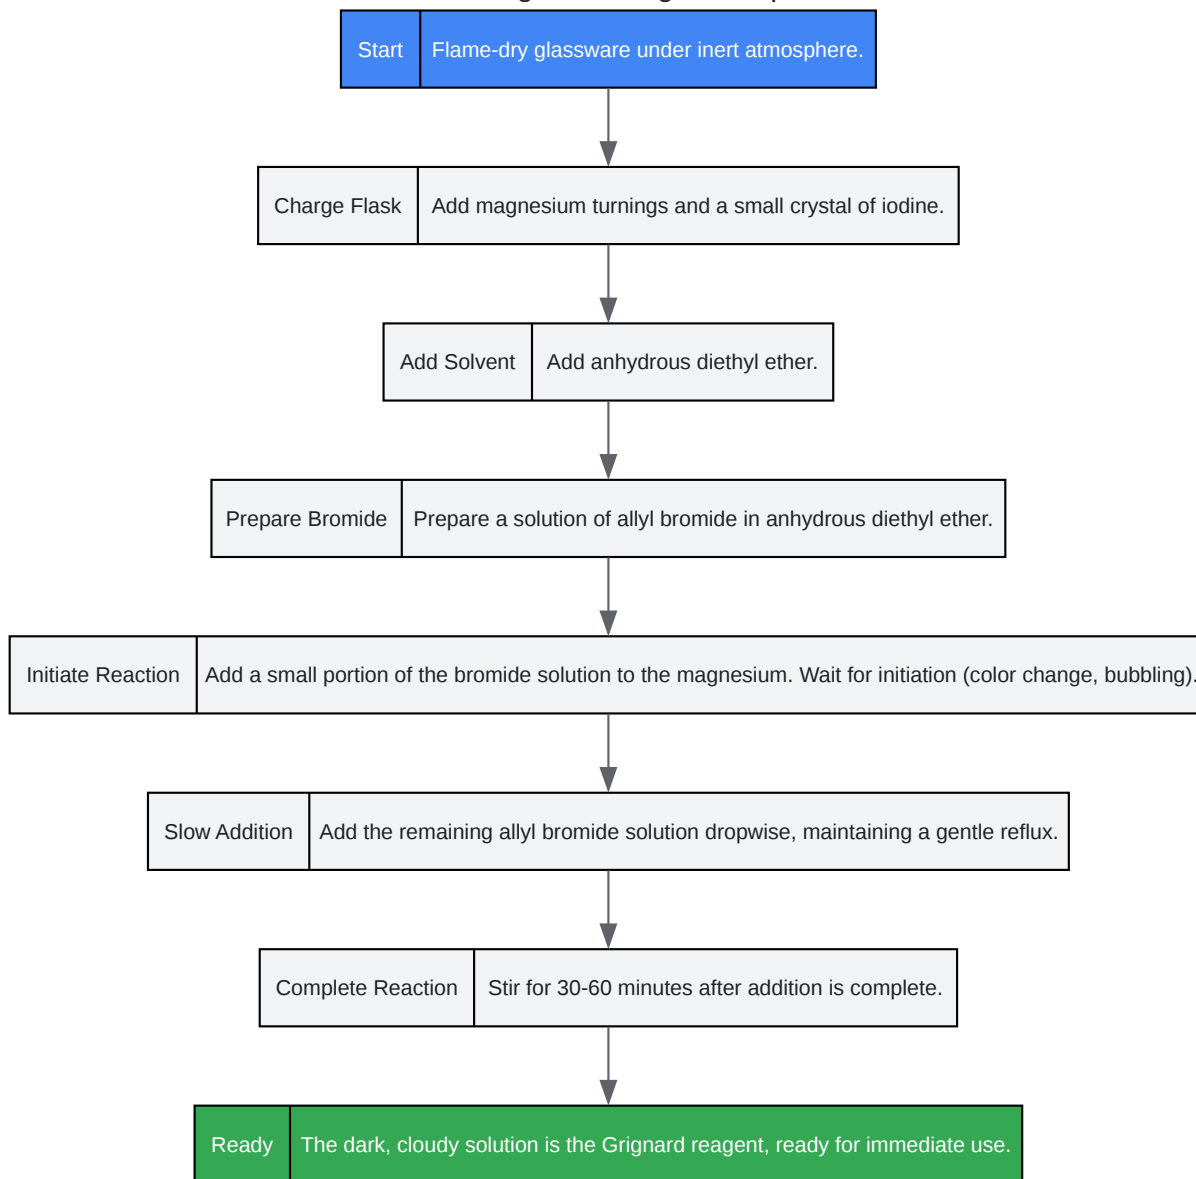 Start Flame-dry glassware under inert atmosphere.
Charge Flask Add magnesium turnings and a small crystal of iodine.
Add Solvent Add anhydrous diethyl ether.
Prepare Bromide Prepare a solution of allyl bromide in anhydrous diethyl ether.
Initiate Reaction Add a small portion of the bromide solution to the magnesium. Wait for initiation (color change, bubbling).
Slow Addition Add the remaining allyl bromide solution dropwise, maintaining a gentle reflux.
Complete Reaction Stir for 30-60 minutes after addition is complete.
Ready The dark, cloudy solution is the Grignard reagent, ready for immediate use.